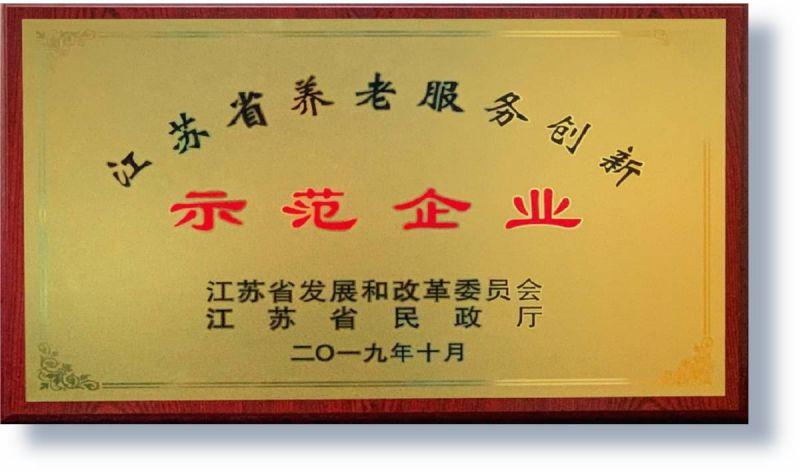 江苏省养老服务创新
示范企业
江苏省发展和改革委员会
江苏省民政厅
二〇一九年十月